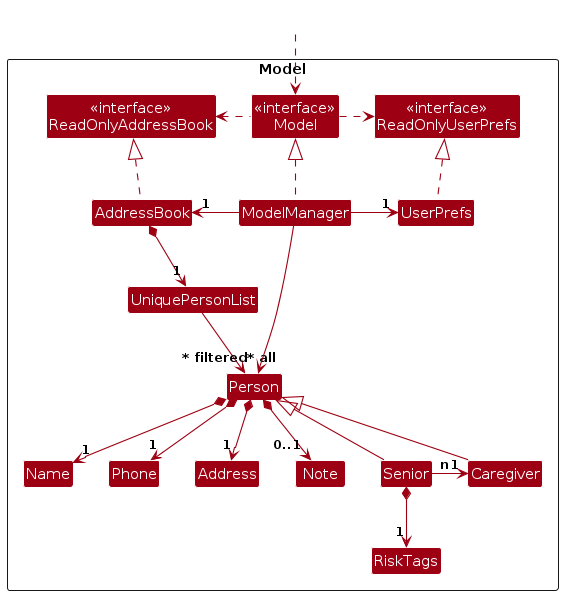 Model
«interface»
ReadOnlyAddressBook
«interface»
Model
«interface»
ReadOnlyUserPrefs
AddressBook
1
ModelManager
1
UserPrefs
1
UniquePersonList
* filtered* all
Person
1
1
1
0..1
n1
Name
Phone
Address
Note
Senior
Caregiver
1
RiskTags